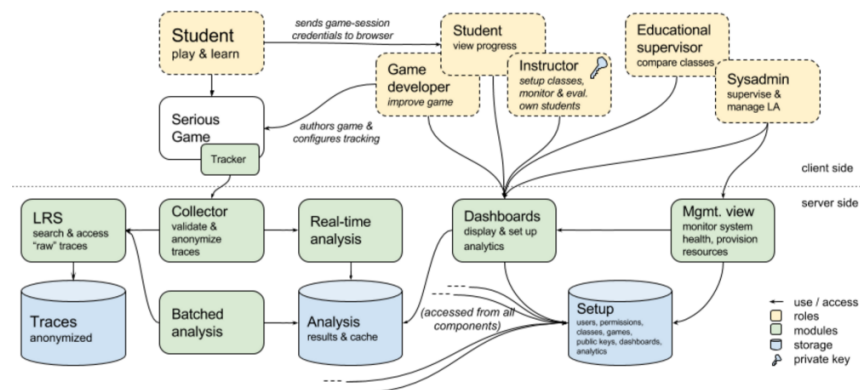 Student
play & learn
sends game-session
credentials to browser
Student
view progress
Game
developer
improve game
Instructor
setup classes,
monitor & eval.
own students
Educational
supervisor
compare classes
Sysadmin
supervise &
manage LA
Serious
Game
Tracker
authors game &
configures tracking
client side
server side
LRS
search & access
"raw" traces
Collector
validate &
anonymize
traces
Real-time
analysis
Dashboards
display & set up
analytics
Mgmt. view
monitor system
health, provision
resources
Traces
anonymized
Batched
analysis
Analysis
results & cache
(accessed from all
components)
Setup
users, permissions,
classes, games,
public keys, dashboards,
analytics
use / access
roles
modules
storage
private key